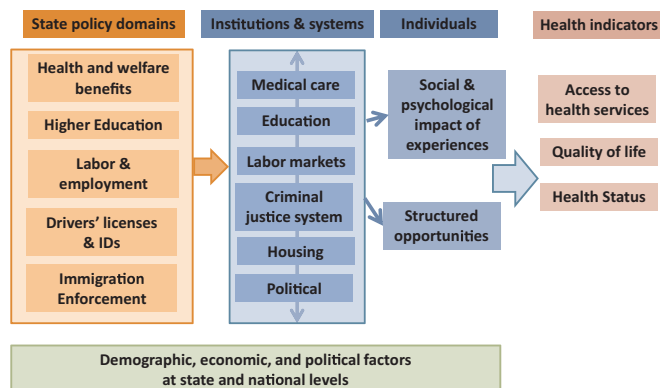 State policy domains
Institutions & systems
Individuals
Health indicators
Health and welfare
benefits
Higher Education
Labor &
employment
Drivers’ licenses
& IDs
Immigration
Enforcement
Medical care
Education
Labor markets
Criminal
justice system
Housing
Political
Social &
psychological
impact of
experiences
Structured
opportunities
Access to
health services
Quality of life
Health Status
Demographic, economic, and political factors
at state and national levels